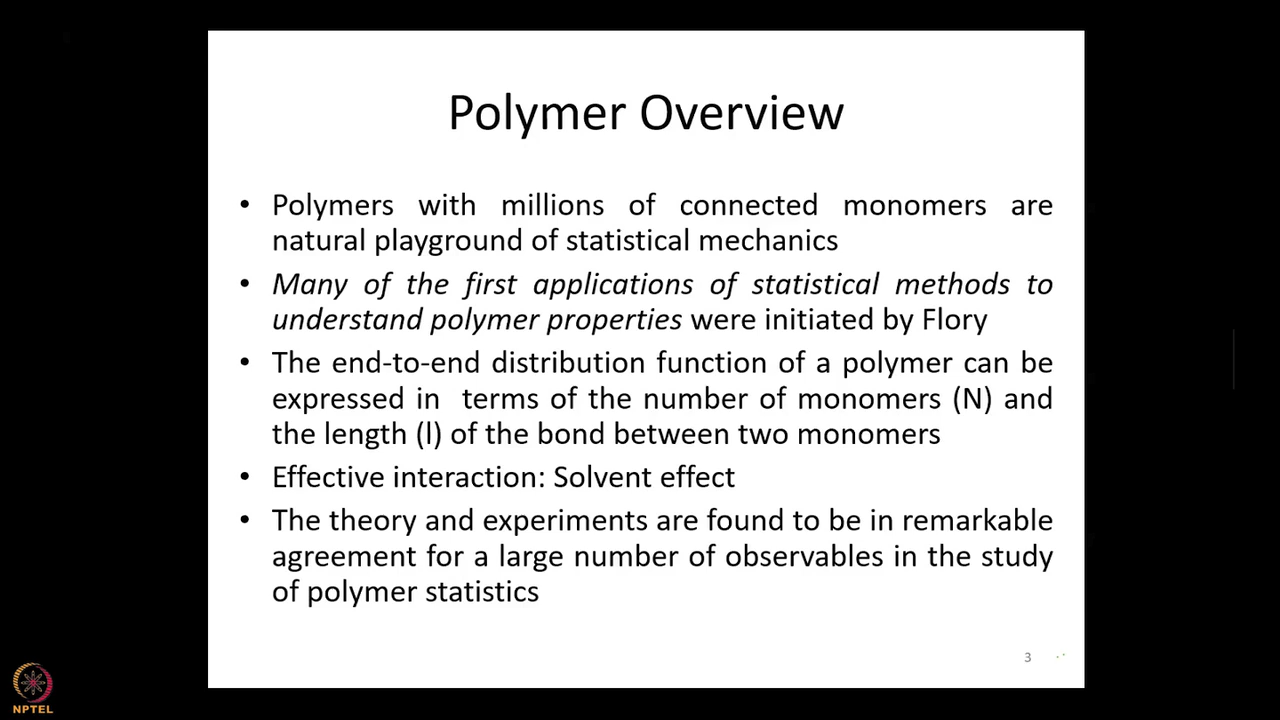 Polymer Overview
• Polymers with millions of connected monomers are
natural playground of statistical mechanics
• Many of the first applications of statistical methods to
understand polymer properties were initiated by Flory
• The end-to-end distribution function of a polymer can be
expressed in terms of the number of monomers (N) and
the length (l) of the bond between two monomers
• Effective interaction: Solvent effect
• The theory and experiments are found to be in remarkable
agreement for a large number of observables in the study
of polymer statistics
3
NPTEL